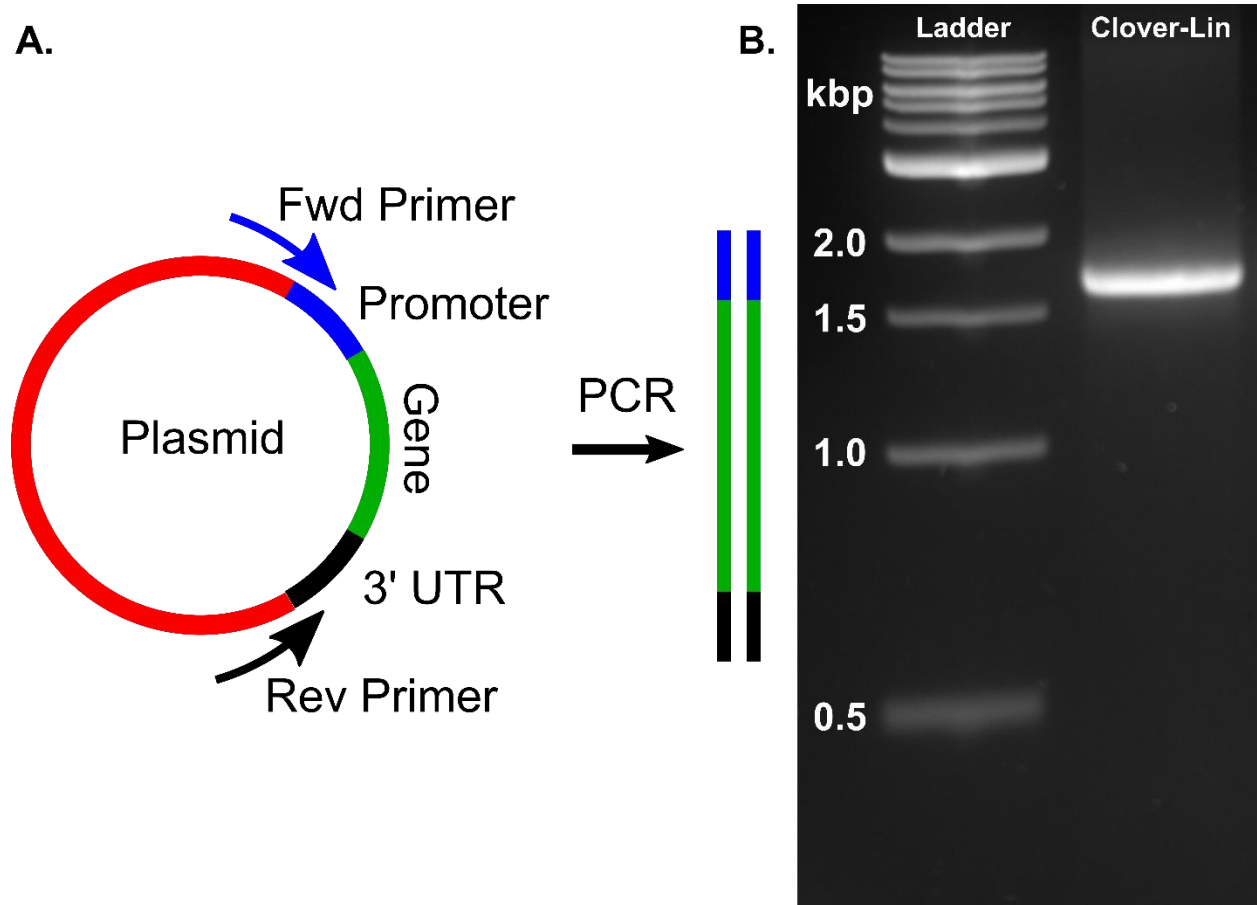 A.
Fwd Primer
Promoter
Gene
Plasmid
3' UTR
Rev Primer
PCR
B.
Ladder
Clover-Lin
kbp
2.0
1.5
1.0
0.5